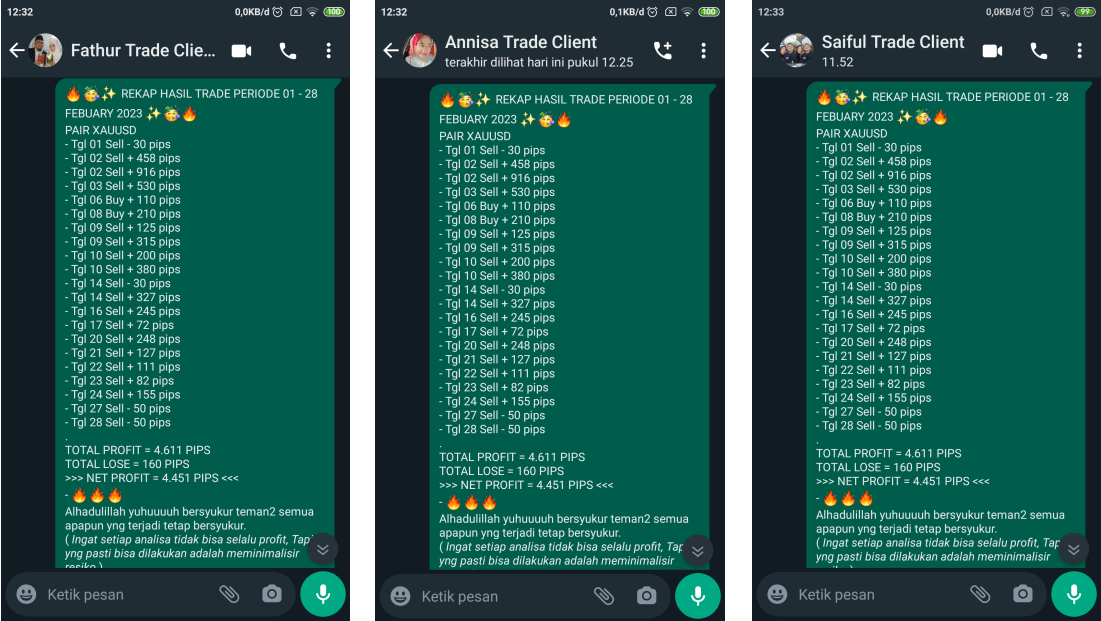 12:32
0,0KB/d
100
Fathur Trade Clie...
REKAP HASIL TRADE PERIODE 01 - 28
FEBUARY 2023
PAIR XAUUSD
- Tgl 01 Sell - 30 pips
- Tgl 02 Sell + 458 pips
- Tgl 02 Sell + 916 pips
- Tgl 03 Sell + 530 pips
- Tgl 06 Buy + 110 pips
- Tgl 08 Buy + 210 pips
- Tgl 09 Sell + 125 pips
- Tgl 09 Sell + 315 pips
- Tgl 10 Sell + 200 pips
- Tgl 10 Sell + 380 pips
- Tgl 14 Sell - 30 pips
- Tgl 14 Sell + 327 pips
- Tgl 16 Sell + 245 pips
- Tgl 17 Sell + 72 pips
- Tgl 20 Sell + 248 pips
- Tgl 21 Sell + 127 pips
- Tgl 22 Sell + 111 pips
- Tgl 23 Sell + 82 pips
- Tgl 24 Sell + 155 pips
- Tgl 27 Sell - 50 pips
- Tgl 28 Sell - 50 pips
.
TOTAL PROFIT = 4.611 PIPS
TOTAL LOSE = 160 PIPS
>>> NET PROFIT = 4.451 PIPS <<<
-
Alhadulillah yuhuuuuh bersyukur teman2 semua
apapun yng terjadi tetap bersyukur.
( Ingat setiap analisa tidak bisa selalu profit, Tapi
yng pasti bisa dilakukan adalah meminimalisir
resiko )
Ketik pesan
12:32
0,1KB/d
100
Annisa Trade Client
terakhir dilihat hari ini pukul 12.25
REKAP HASIL TRADE PERIODE 01 - 28
FEBUARY 2023
PAIR XAUUSD
- Tgl 01 Sell - 30 pips
- Tgl 02 Sell + 458 pips
- Tgl 02 Sell + 916 pips
- Tgl 03 Sell + 530 pips
- Tgl 06 Buy + 110 pips
- Tgl 08 Buy + 210 pips
- Tgl 09 Sell + 125 pips
- Tgl 09 Sell + 315 pips
- Tgl 10 Sell + 200 pips
- Tgl 10 Sell + 380 pips
- Tgl 14 Sell - 30 pips
- Tgl 14 Sell + 327 pips
- Tgl 16 Sell + 245 pips
- Tgl 17 Sell + 72 pips
- Tgl 20 Sell + 248 pips
- Tgl 21 Sell + 127 pips
- Tgl 22 Sell + 111 pips
- Tgl 23 Sell + 82 pips
- Tgl 24 Sell + 155 pips
- Tgl 27 Sell - 50 pips
- Tgl 28 Sell - 50 pips
.
TOTAL PROFIT = 4.611 PIPS
TOTAL LOSE = 160 PIPS
>>> NET PROFIT = 4.451 PIPS <<<
-
Alhadulillah yuhuuuuh bersyukur teman2 semua
apapun yng terjadi tetap bersyukur.
( Ingat setiap analisa tidak bisa selalu profit, Tap
yng pasti bisa dilakukan adalah meminimalisir
Ketik pesan
12:33
0,0KB/d
99
Saiful Trade Client
11.52
REKAP HASIL TRADE PERIODE 01 - 28
FEBUARY 2023
PAIR XAUUSD
- Tgl 01 Sell - 30 pips
- Tgl 02 Sell + 458 pips
- Tgl 02 Sell + 916 pips
- Tgl 03 Sell + 530 pips
- Tgl 06 Buy + 110 pips
- Tgl 08 Buy + 210 pips
- Tgl 09 Sell + 125 pips
- Tgl 09 Sell + 315 pips
- Tgl 10 Sell + 200 pips
- Tgl 10 Sell + 380 pips
- Tgl 14 Sell - 30 pips
- Tgl 14 Sell + 327 pips
- Tgl 16 Sell + 245 pips
- Tgl 17 Sell + 72 pips
- Tgl 20 Sell + 248 pips
- Tgl 21 Sell + 127 pips
- Tgl 22 Sell + 111 pips
- Tgl 23 Sell + 82 pips
- Tgl 24 Sell + 155 pips
- Tgl 27 Sell - 50 pips
- Tgl 28 Sell - 50 pips
.
TOTAL PROFIT = 4.611 PIPS
TOTAL LOSE = 160 PIPS
>>> NET PROFIT = 4.451 PIPS <<<
-
Alhadulillah yuhuuuuh bersyukur teman2 semua
apapun yng terjadi tetap bersyukur.
( Ingat setiap analisa tidak bisa selalu profit, Tap
yng pasti bisa dilakukan adalah meminimalisir
Ketik pesan